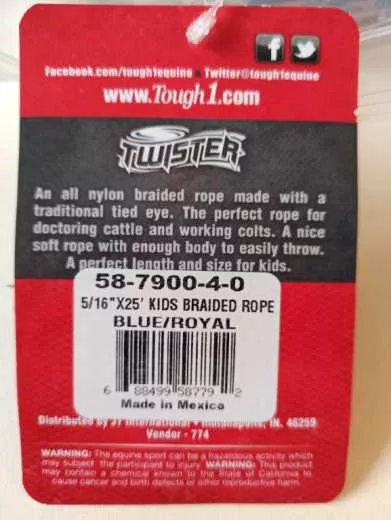 f
Facebook.com/tough1equine Twitter@tough1equine
www.Tough1.com
TWISTER
An all nylon braided rope made with a
traditional tied eye. The perfect rope for
doctoring cattle and working colts. A nice
soft rope with enough body to easily throw.
A perfect length and size for kids.
58-7900-4-0
5/16"X25' KIDS BRAIDED ROPE
BLUE/ROYAL
6 88499 58779 2
Made in Mexico
Distributed by JT International • Indianapolis, IN. 46259
Vendor - 774
WARNING: The equine sport can be a hazardous activity which
may subject the participant to injury. WARNING: This product
may contain a chemical known to the State of California to
cause cancer and birth defects or other reproductive harm.